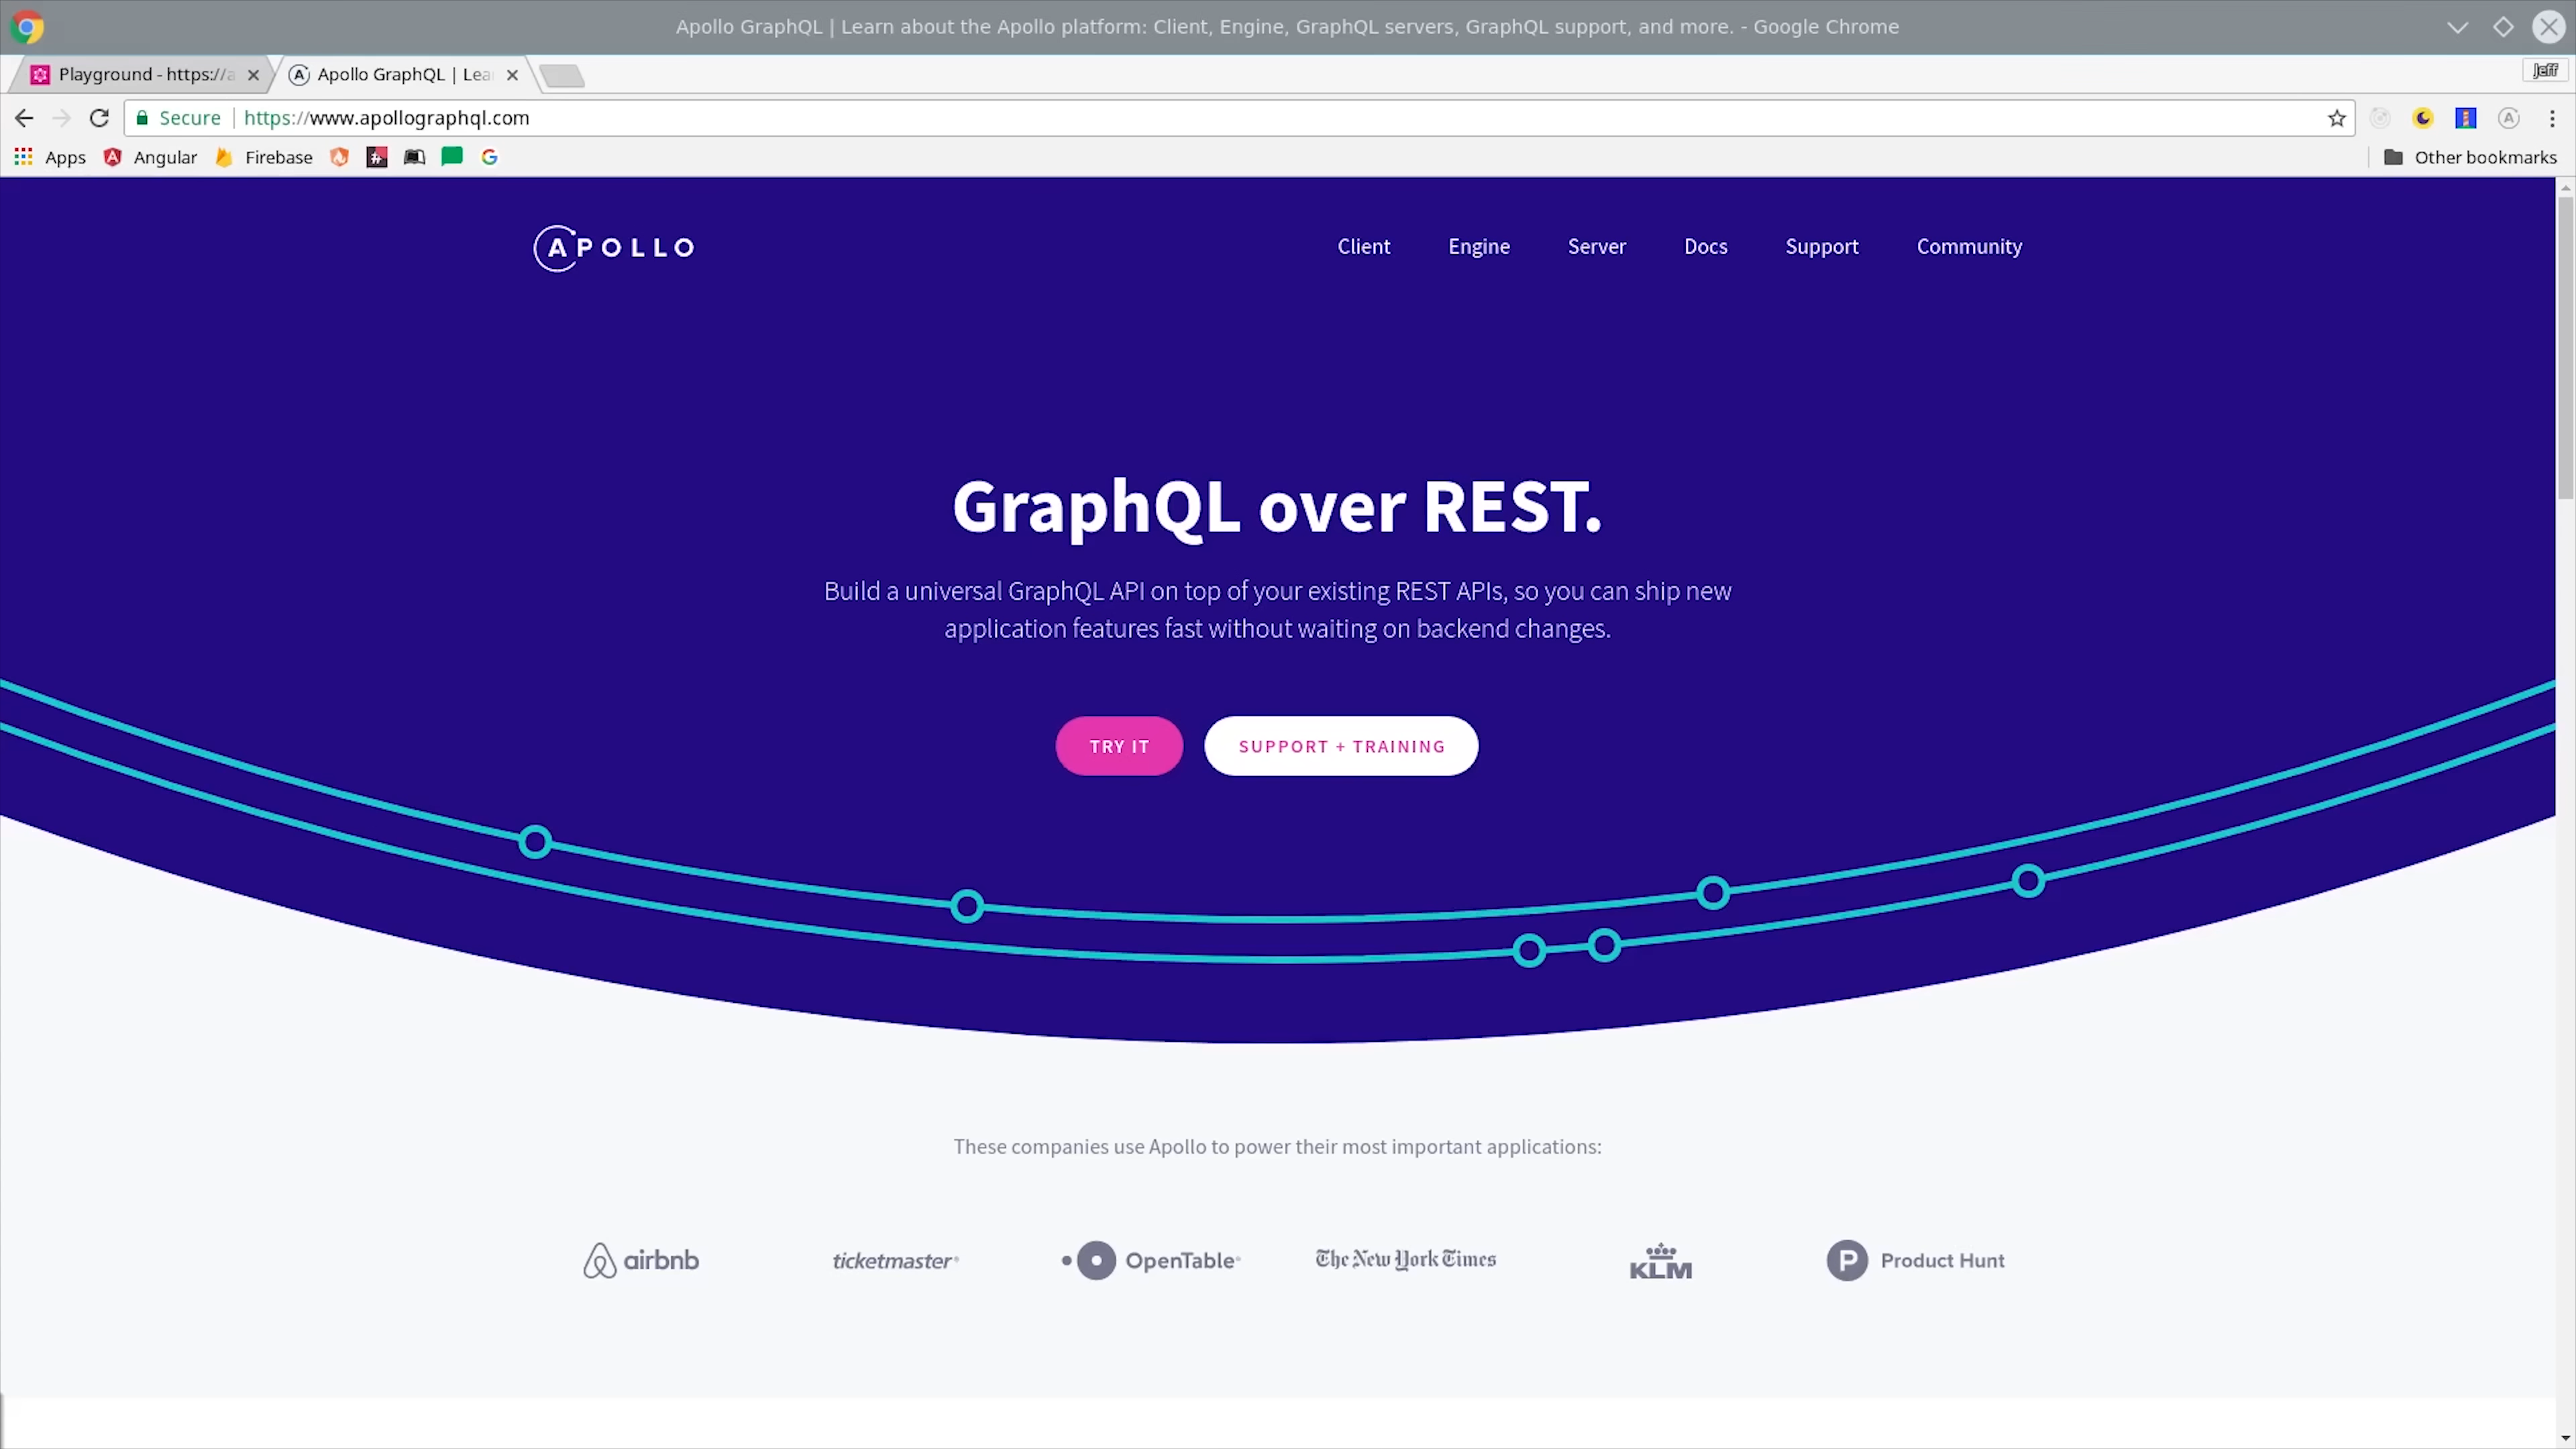 Apollo GraphQL | Learn about the Apollo platform: Client, Engine, GraphQL servers, GraphQL support, and more. - Google Chrome
Playground - https://a
Apollo GraphQL | Lea
Jeff
Secure
https://www.apollographql.com
Apps
Angular
Firebase
Other bookmarks
APOLLO
Client
Engine
Server
Docs
Support
Community
GraphQL over REST.
Build a universal GraphQL API on top of your existing REST APIs, so you can ship new
application features fast without waiting on backend changes.
TRY IT
SUPPORT + TRAINING
These companies use Apollo to power their most important applications:
airbnb
ticketmaster®
OpenTable®
The New York Times
KLM
P Product Hunt